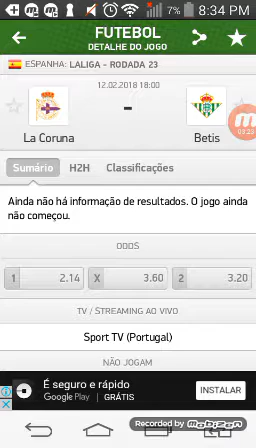 7% 8:34 PM
FUTEBOL
DETALHE DO JOGO
ESPANHA: LALIGA - RODADA 23
12.02.2018 18:00
-
La Coruna
Betis
03:23
Sumário H2H Classificações
Ainda não há informação de resultados. O jogo ainda
não começou.
ODDS
1 2.14 X 3.60 2 3.20
TV / STREAMING AO VIVO
Sport TV (Portugal)
NÃO JOGAM
É seguro e rápido
Google Play | GRÁTIS
INSTALAR
Recorded by Mobizen